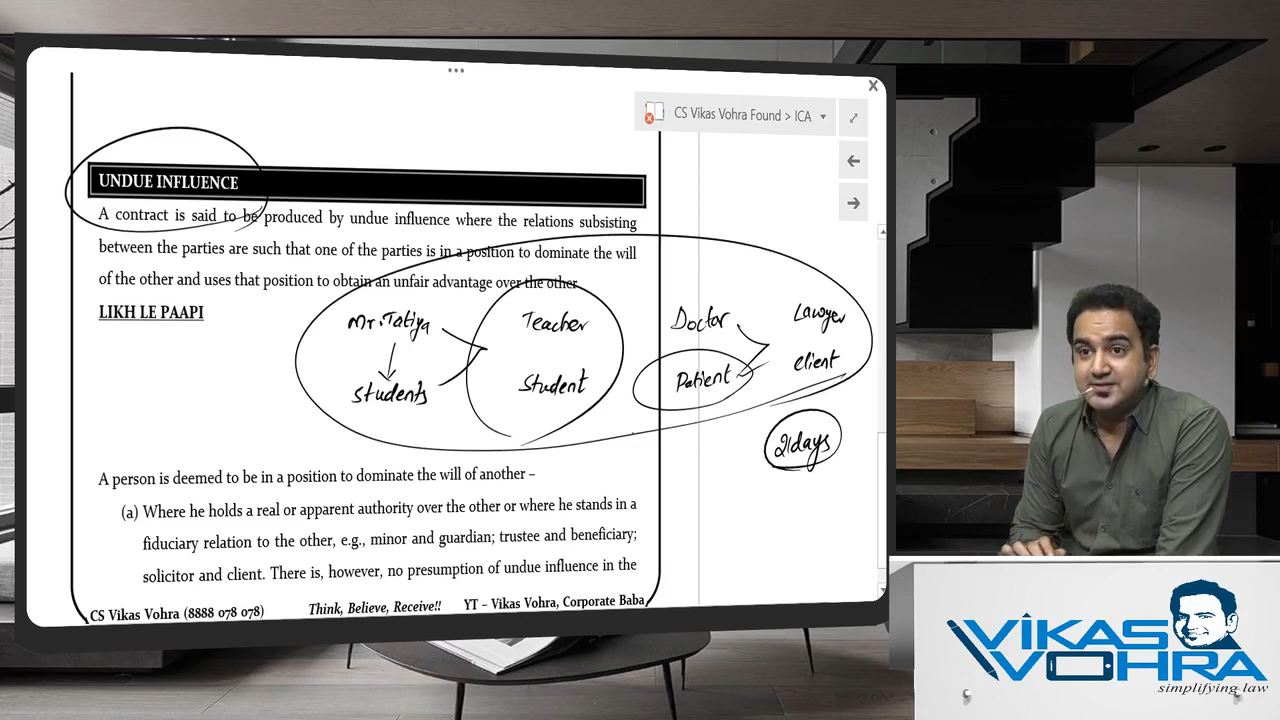 CS Vikas Vohra Found > ICA
UNDUE INFLUENCE
A contract is said to be produced by undue influence where the relations subsisting
between the parties are such that one of the parties is in a position to dominate the will
of the other and uses that position to obtain an unfair advantage over the other
LIKH LE PAAPI
Mr. Tatiya Teacher Doctor Lawyer
students Student Patient client
21days
A person is deemed to be in a position to dominate the will of another –
(a) Where he holds a real or apparent authority over the other or where he stands in a
fiduciary relation to the other, e.g., minor and guardian; trustee and beneficiary;
solicitor and client. There is, however, no presumption of undue influence in the
CS Vikas Vohra (8888 078 078) Think, Believe, Receive!! YT – Vikas Vohra, Corporate Baba
VIKAS
VOHRA
simplifying law